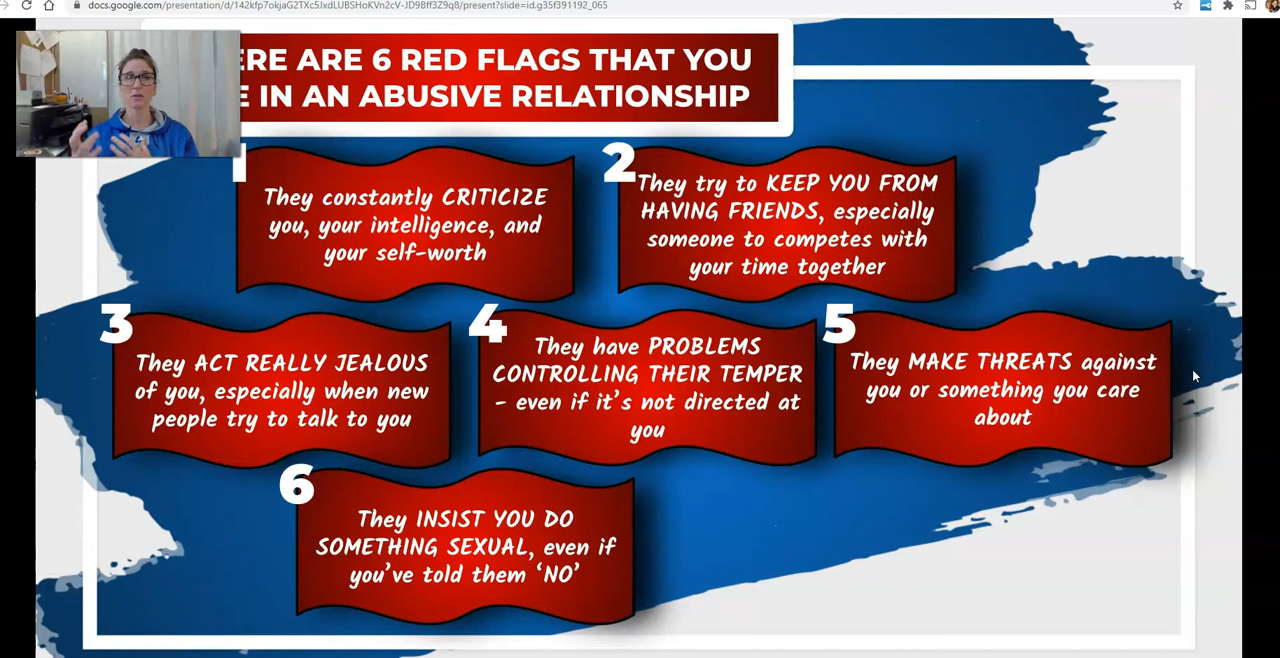 docs.google.com/presentation/d/142kfp7okjaG2TXc5JxdLUBSHoKVn2cV-JD9Bff3Z9q8/present?slide=id.g35f391192_065
ERE ARE 6 RED FLAGS THAT YOU
E IN AN ABUSIVE RELATIONSHIP
1
They constantly CRITICIZE
you, your intelligence, and
your self-worth
2
They try to KEEP YOU FROM
HAVING FRIENDS, especially
someone to competes with
your time together
3
They ACT REALLY JEALOUS
of you, especially when new
people try to talk to you
4
They have PROBLEMS
CONTROLLING THEIR TEMPER
- even if it's not directed at
you
5
They MAKE THREATS against
you or something you care
about
6
They INSIST YOU DO
SOMETHING SEXUAL, even if
you've told them 'NO'